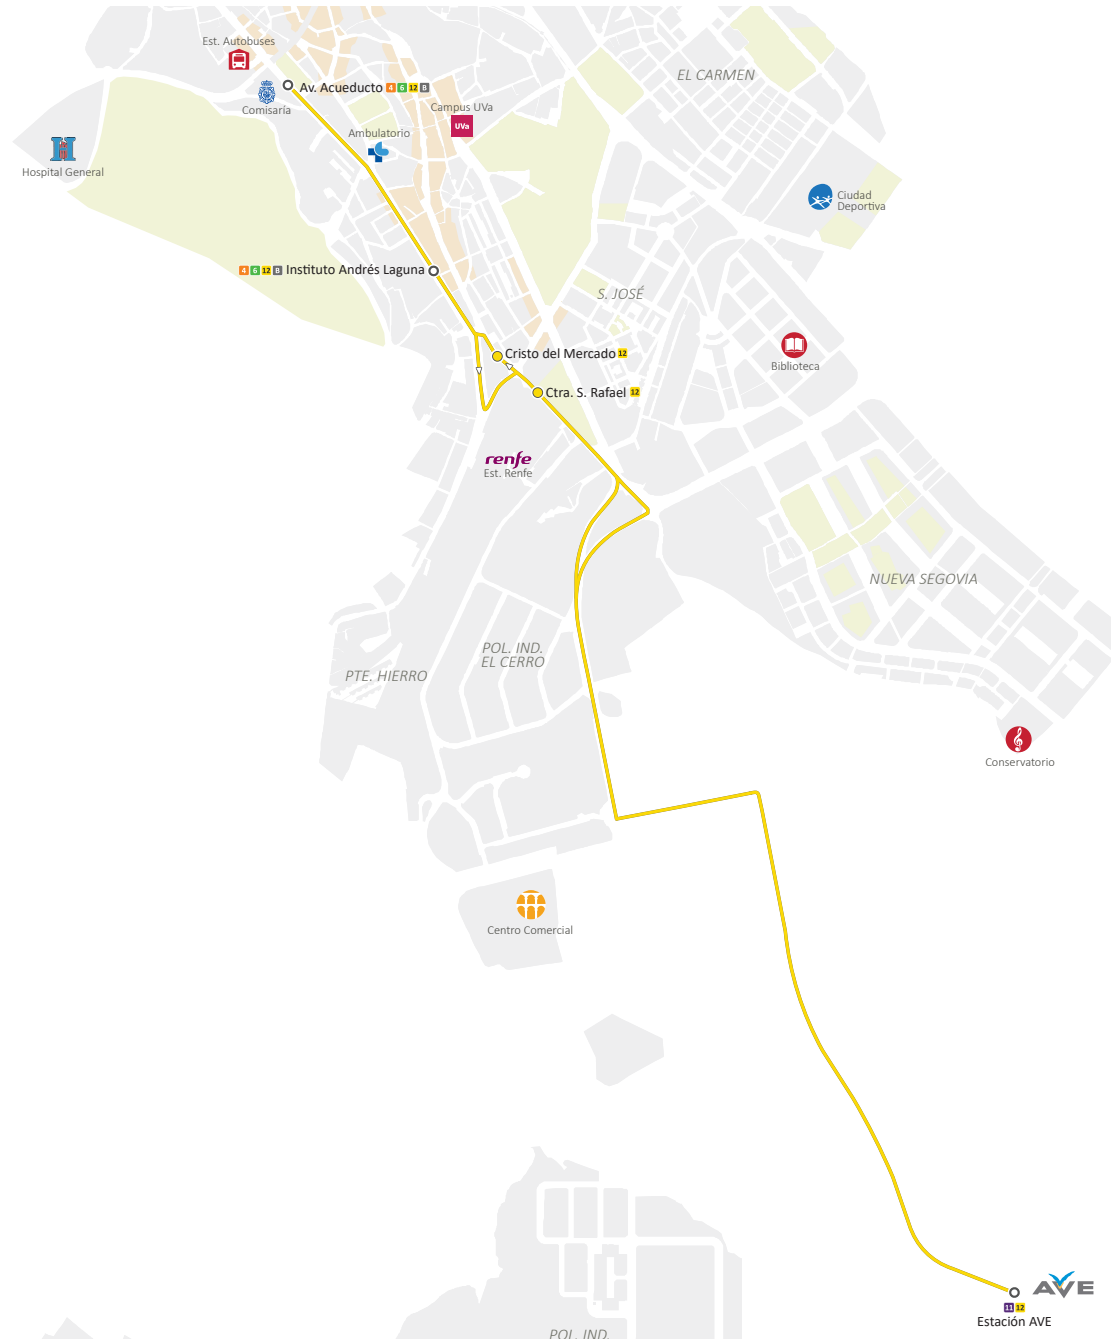 Est. Autobuses
EL CARMEN
Av. Acueducto 4 6 12 B
Comisaría
Campus UVa
UVa
Ambulatorio
H
Hospital General
Ciudad
Deportiva
4 6 12 B Instituto Andrés Laguna
S. JOSÉ
Cristo del Mercado 12
Biblioteca
Ctra. S. Rafael 12
renfe
Est. Renfe
NUEVA SEGOVIA
POL. IND.
EL CERRO
PTE. HIERRO
Conservatorio
Centro Comercial
AVE
11 12
Estación AVE
POL. IND.